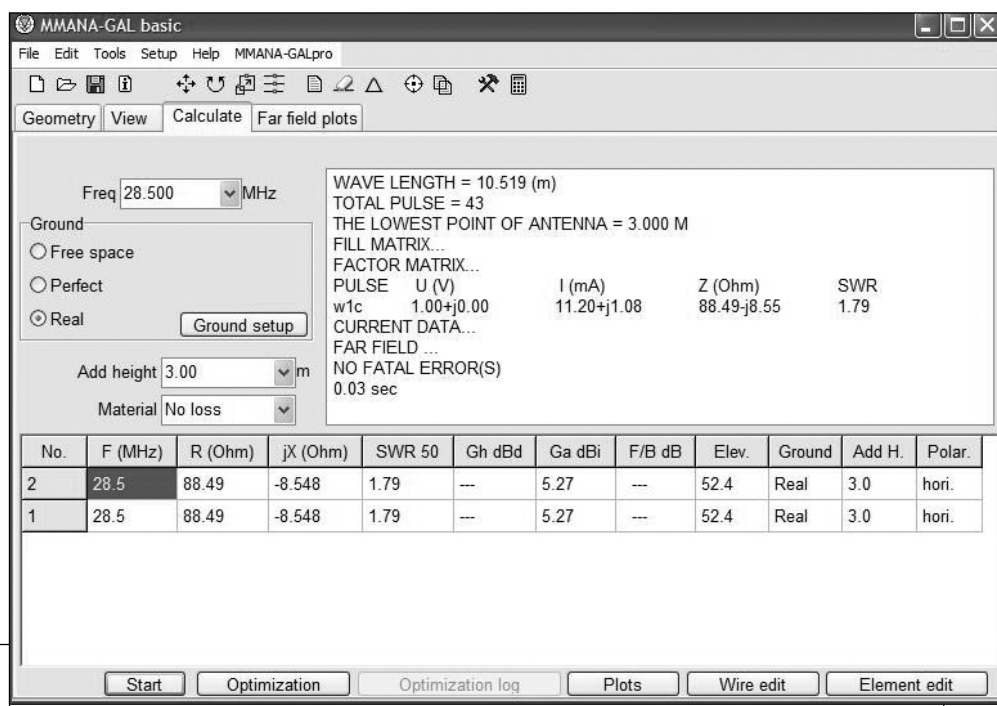 MMANA-GAL basic
File Edit Tools Setup Help MMANA-GALpro
Geometry View Calculate Far field plots
Freq 28.500 MHz
Ground
Free space
Perfect
Real Ground setup
Add height 3.00 m
Material No loss
WAVE LENGTH = 10.519 (m)
TOTAL PULSE = 43
THE LOWEST POINT OF ANTENNA = 3.000 M
FILL MATRIX...
FACTOR MATRIX...
PULSE U (V) I (mA) Z (Ohm) SWR
w1c 1.00+j0.00 11.20+j1.08 88.49-j8.55 1.79
CURRENT DATA...
FAR FIELD ...
NO FATAL ERROR(S)
0.03 sec
No. F (MHz) R (Ohm) jX (Ohm) SWR 50 Gh dBd Ga dBi F/B dB Elev. Ground Add H. Polar.
2 28.5 88.49 -8.548 1.79 --- 5.27 --- 52.4 Real 3.0 hori.
1 28.5 88.49 -8.548 1.79 --- 5.27 --- 52.4 Real 3.0 hori.
Start Optimization Optimization log Plots Wire edit Element edit